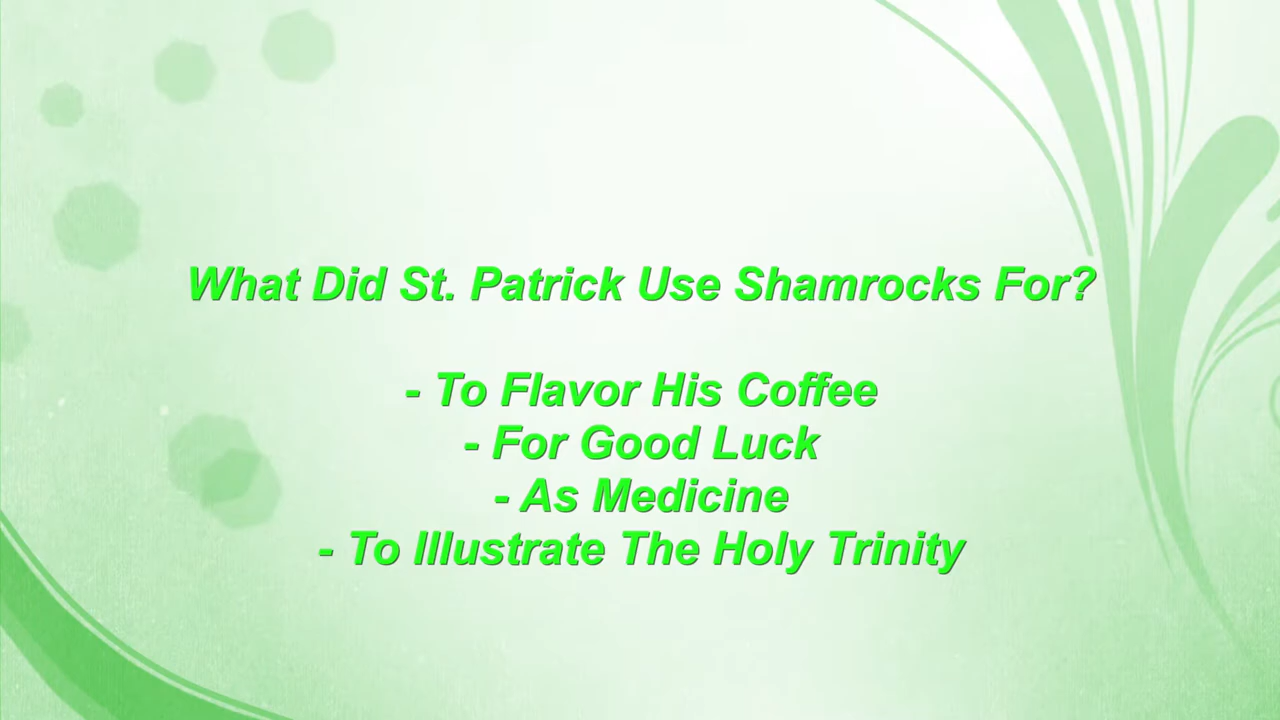 What Did St. Patrick Use Shamrocks For?
- To Flavor His Coffee
- For Good Luck
- As Medicine
- To Illustrate The Holy Trinity